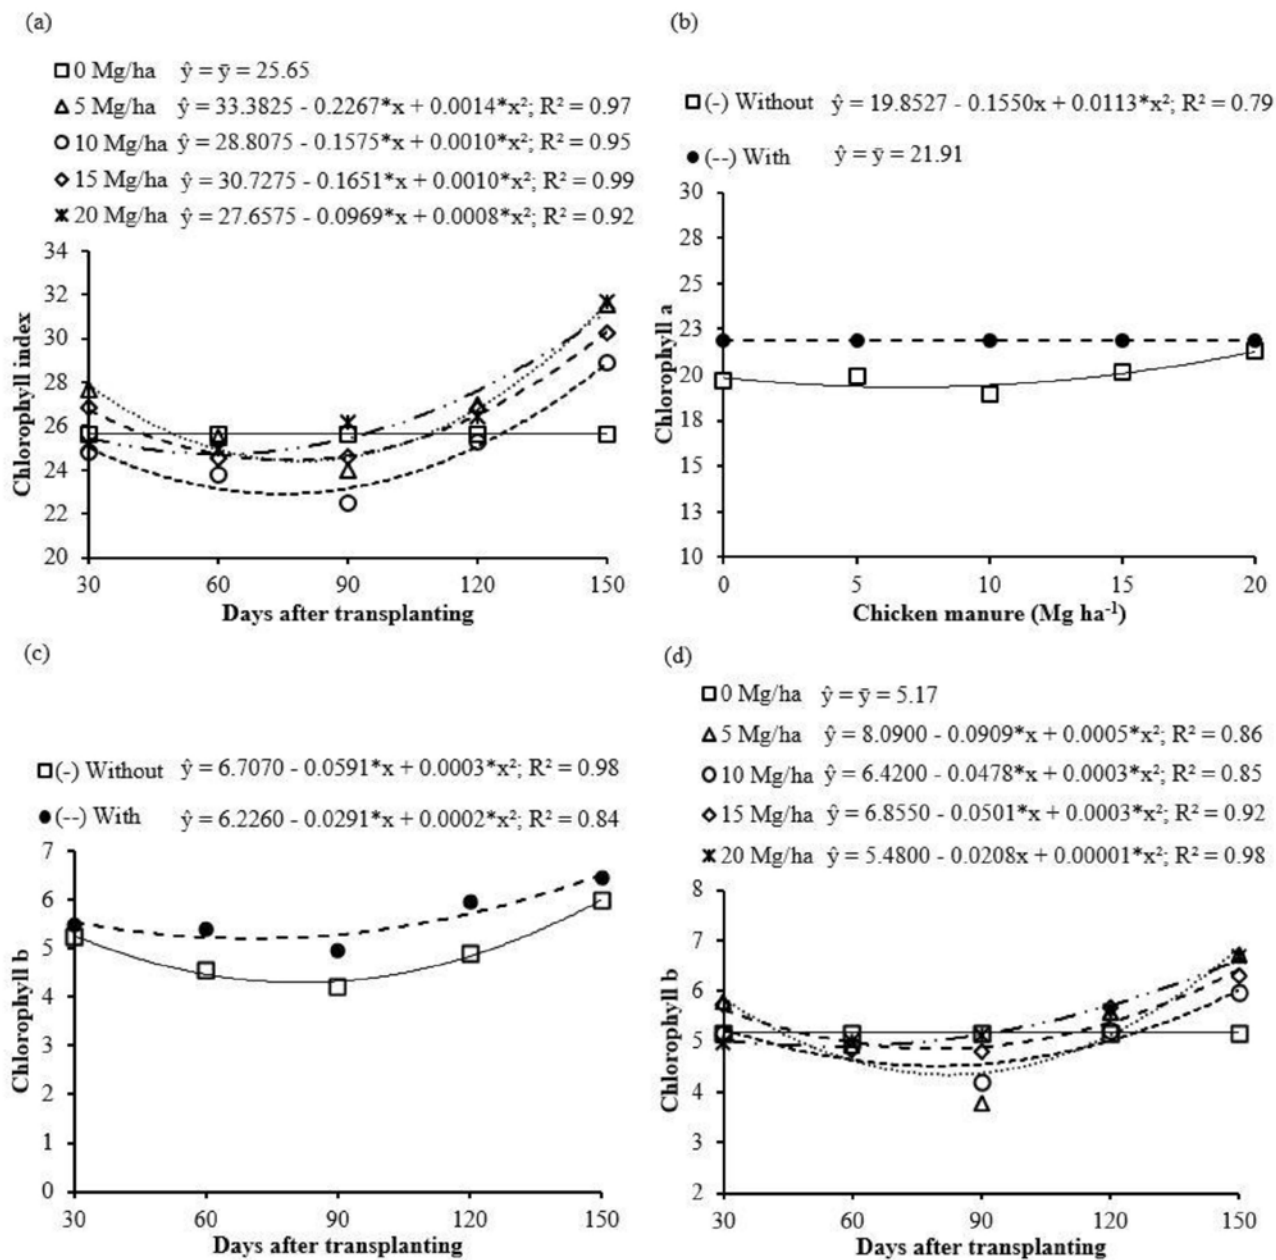 (a)
□ 0 Mg/ha ŷ = ȳ = 25.65
△ 5 Mg/ha ŷ = 33.3825 - 0.2267*x + 0.0014*x²; R² = 0.97
○ 10 Mg/ha ŷ = 28.8075 - 0.1575*x + 0.0010*x²; R² = 0.95
◇ 15 Mg/ha ŷ = 30.7275 - 0.1651*x + 0.0010*x²; R² = 0.99
ж 20 Mg/ha ŷ = 27.6575 - 0.0969*x + 0.0008*x²; R² = 0.92
Chlorophyll index
34
32
30
28
26
24
22
20
30 60 90 120 150
Days after transplanting
(b)
□ (-) Without ŷ = 19.8527 - 0.1550x + 0.0113*x²; R² = 0.79
● (--) With ŷ = ȳ = 21.91
Chlorophyll a
30
28
25
23
20
18
15
13
10
0 5 10 15 20
Chicken manure (Mg ha⁻¹)
(c)
□ (-) Without ŷ = 6.7070 - 0.0591*x + 0.0003*x²; R² = 0.98
● (--) With ŷ = 6.2260 - 0.0291*x + 0.0002*x²; R² = 0.84
Chlorophyll b
7
6
5
4
3
2
1
0
30 60 90 120 150
Days after transplanting
(d)
□ 0 Mg/ha ŷ = ȳ = 5.17
△ 5 Mg/ha ŷ = 8.0900 - 0.0909*x + 0.0005*x²; R² = 0.86
○ 10 Mg/ha ŷ = 6.4200 - 0.0478*x + 0.0003*x²; R² = 0.85
◇ 15 Mg/ha ŷ = 6.8550 - 0.0501*x + 0.0003*x²; R² = 0.92
ж 20 Mg/ha ŷ = 5.4800 - 0.0208x + 0.00001*x²; R² = 0.98
Chlorophyll b
8
7
6
5
4
3
2
30 60 90 120 150
Days after transplanting